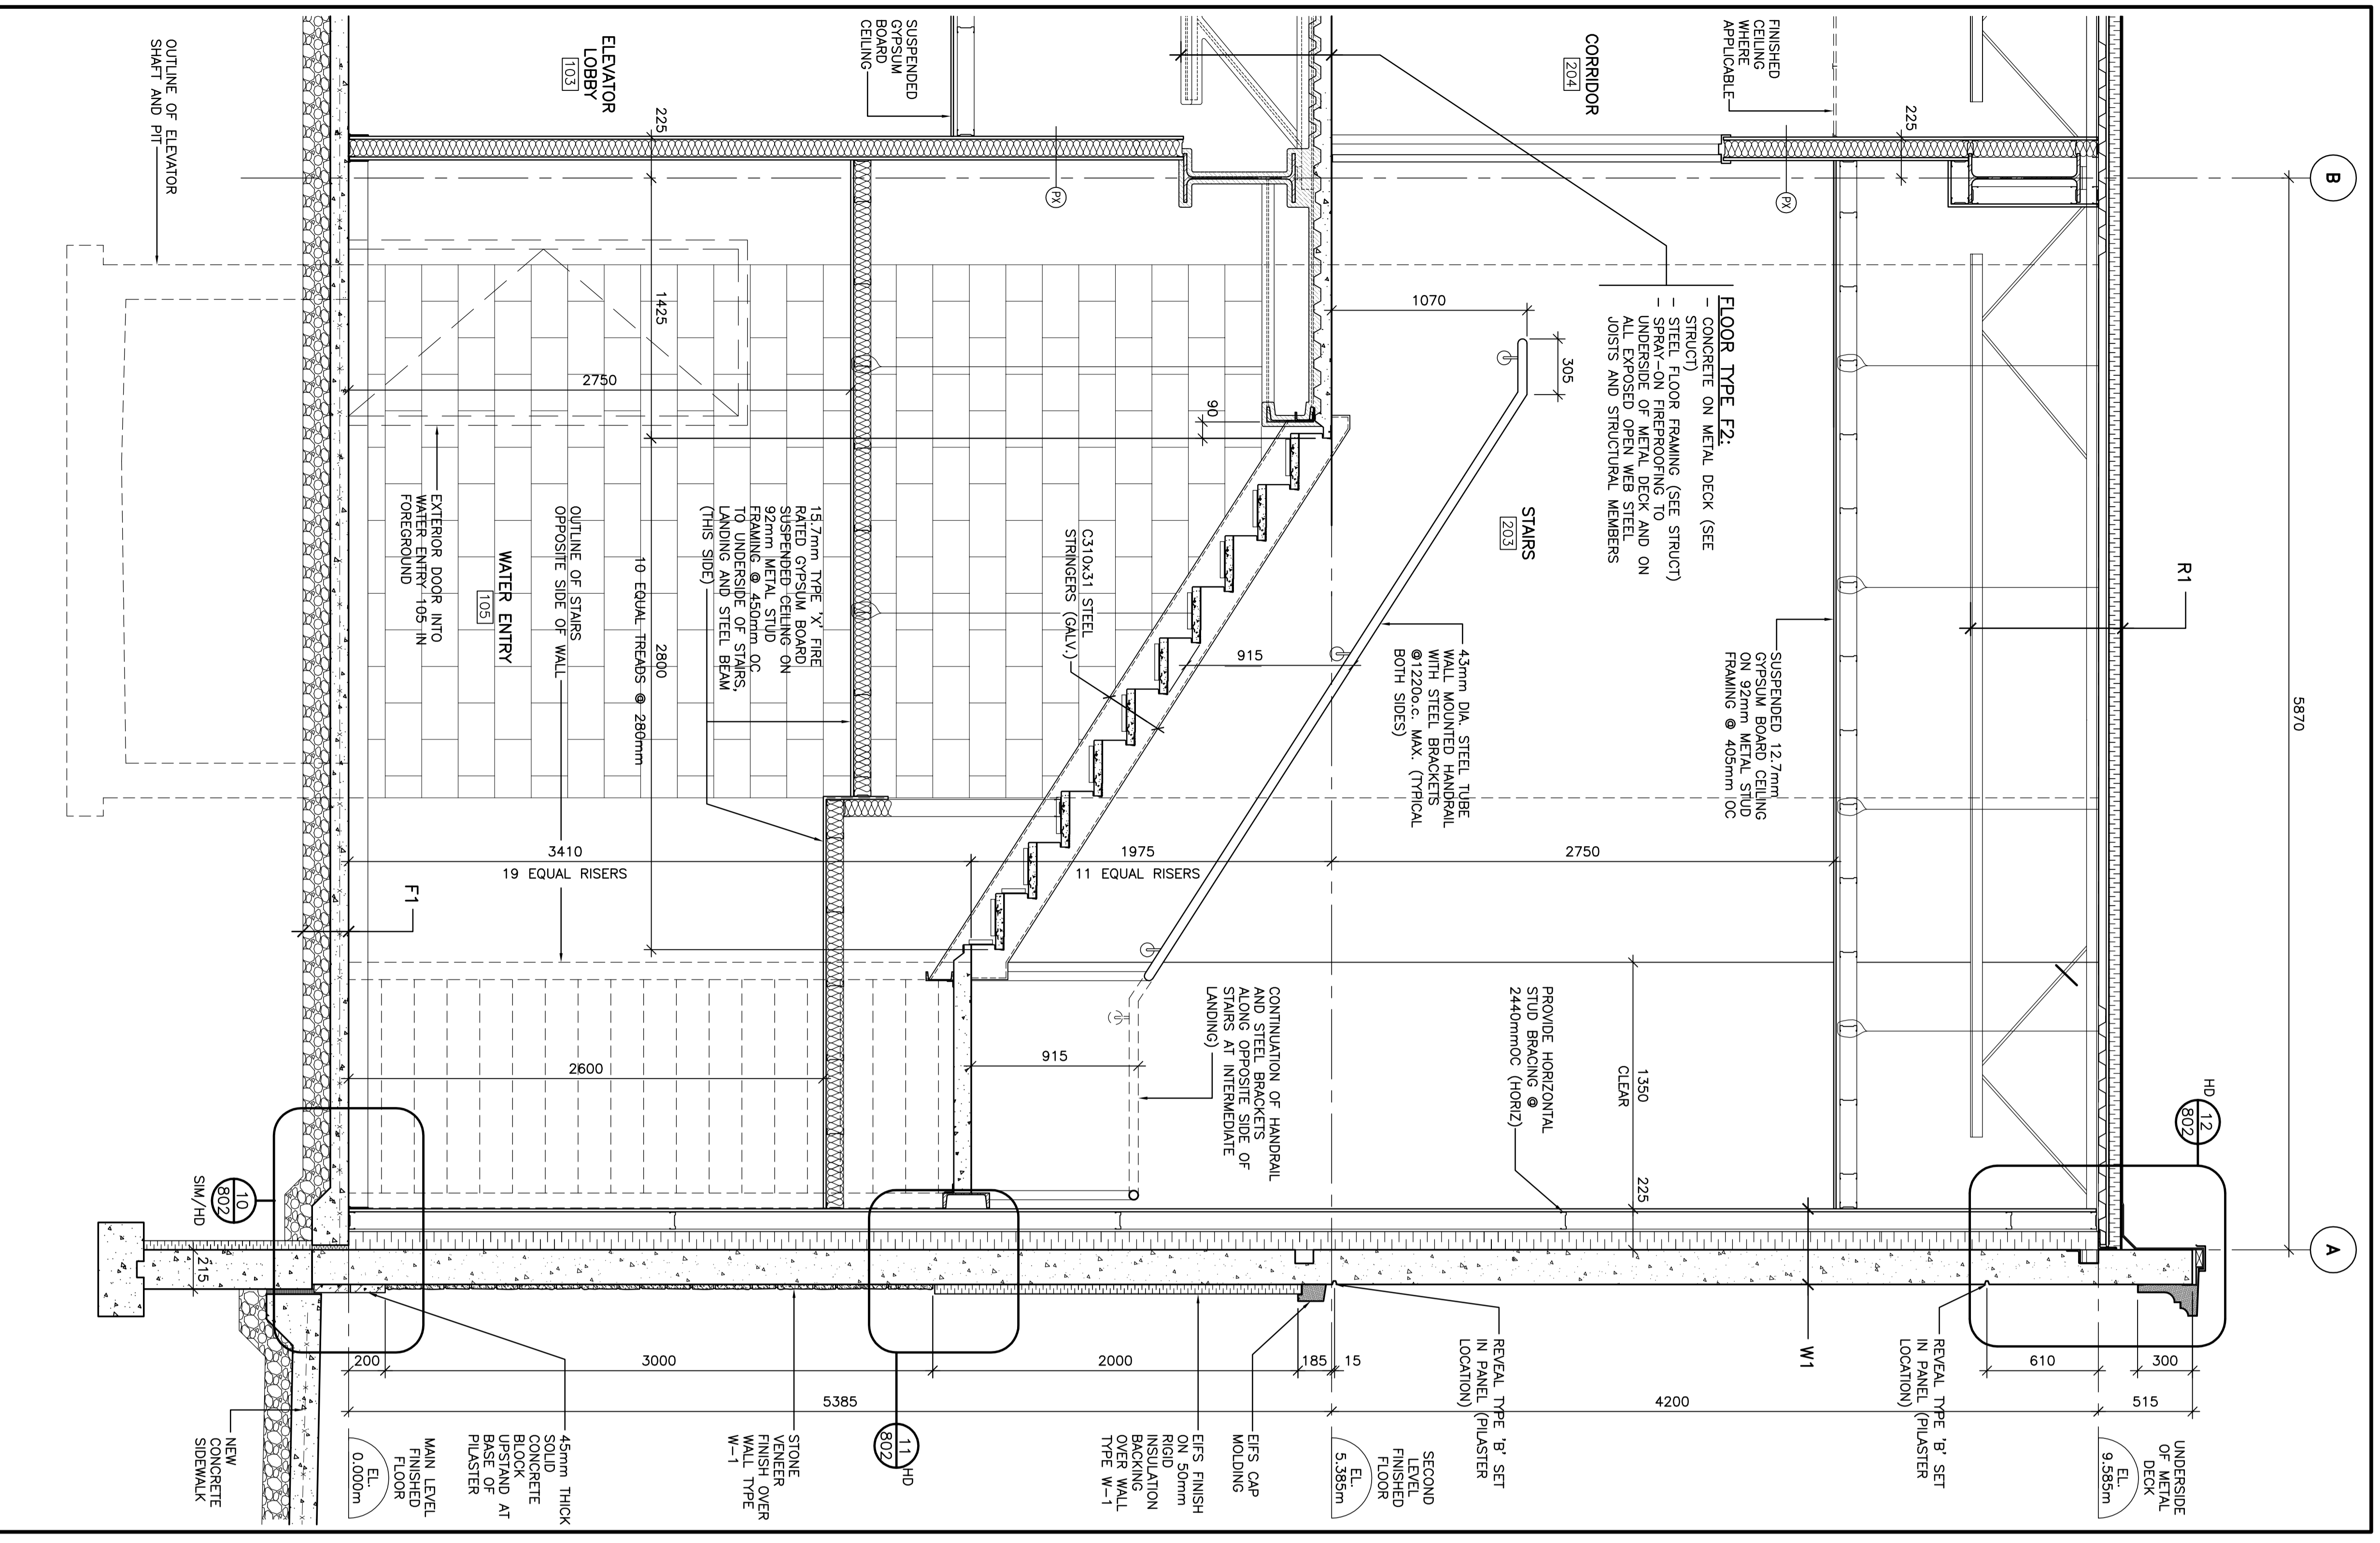 B
5870
A
225
R1
HD
12
802
FINISHED
CEILING
WHERE
APPLICABLE
CORRIDOR
204
PX
SUSPENDED 12.7mm
GYPSUM BOARD CEILING
ON 92mm METAL STUD
FRAMING @ 405mm OC
FLOOR TYPE F2:
- CONCRETE ON METAL DECK (SEE
STRUCT)
- STEEL FLOOR FRAMING (SEE STRUCT)
- SPRAY-ON FIREPROOFING TO
UNDERSIDE OF METAL DECK AND ON
ALL EXPOSED OPEN WEB STEEL
JOISTS AND STRUCTURAL MEMBERS
2750
1350
CLEAR
225
PROVIDE HORIZONTAL
STUD BRACING @
2440mmOC (HORIZ)
STAIRS
203
305
1070
43mm DIA. STEEL TUBE
WALL MOUNTED HANDRAIL
WITH STEEL BRACKETS
@1220o.c. MAX. (TYPICAL
BOTH SIDES)
915
90
C310x31 STEEL
STRINGERS (GALV.)
1975
11 EQUAL RISERS
CONTINUATION OF HANDRAIL
AND STEEL BRACKETS
ALONG OPPOSITE SIDE OF
STAIRS AT INTERMEDIATE
LANDING)
915
SUSPENDED
GYPSUM
BOARD
CEILING
PX
ELEVATOR
LOBBY
103
225
1425
2750
15.7mm TYPE 'X' FIRE
RATED GYPSUM BOARD
SUSPENDED CEILING ON
92mm METAL STUD
FRAMING @ 450mm OC
TO UNDERSIDE OF STAIRS,
LANDING AND STEEL BEAM
(THIS SIDE)
2800
10 EQUAL TREADS @ 280mm
OUTLINE OF STAIRS
OPPOSITE SIDE OF WALL
WATER ENTRY
105
EXTERIOR DOOR INTO
WATER ENTRY 105 IN
FOREGROUND
3410
19 EQUAL RISERS
2600
F1
OUTLINE OF ELEVATOR
SHAFT AND PIT
10
802
SIM/HD
215
11
802
HD
W1
300
610
515
4200
15
185
2000
3000
200
5385
UNDERSIDE
OF METAL
DECK
EL.
9.585m
REVEAL TYPE 'B' SET
IN PANEL (PILASTER
LOCATION)
REVEAL TYPE 'B' SET
IN PANEL (PILASTER
LOCATION)
SECOND
LEVEL
FINISHED
FLOOR
EL.
5.385m
EIFS CAP
MOLDING
EIFS FINISH
ON 50mm
RIGID
INSULATION
BACKING
OVER WALL
TYPE W-1
STONE
VENEER
FINISH OVER
WALL TYPE
W-1
45mm THICK
SOLID
CONCRETE
BLOCK
UPSTAND AT
BASE OF
PILASTER
MAIN LEVEL
FINISHED
FLOOR
EL.
0.000m
NEW
CONCRETE
SIDEWALK